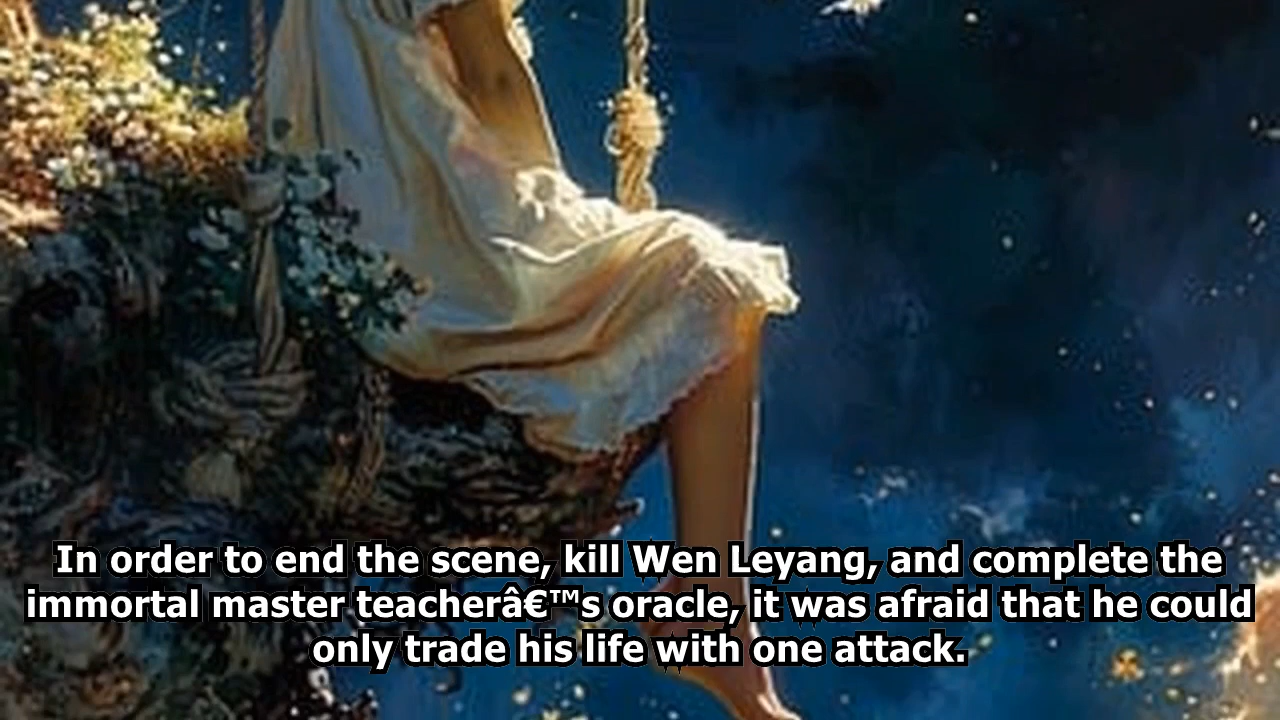 In order to end the scene, kill Wen Leyang, and complete the
immortal master teacherâ€™s oracle, it was afraid that he could
only trade his life with one attack.